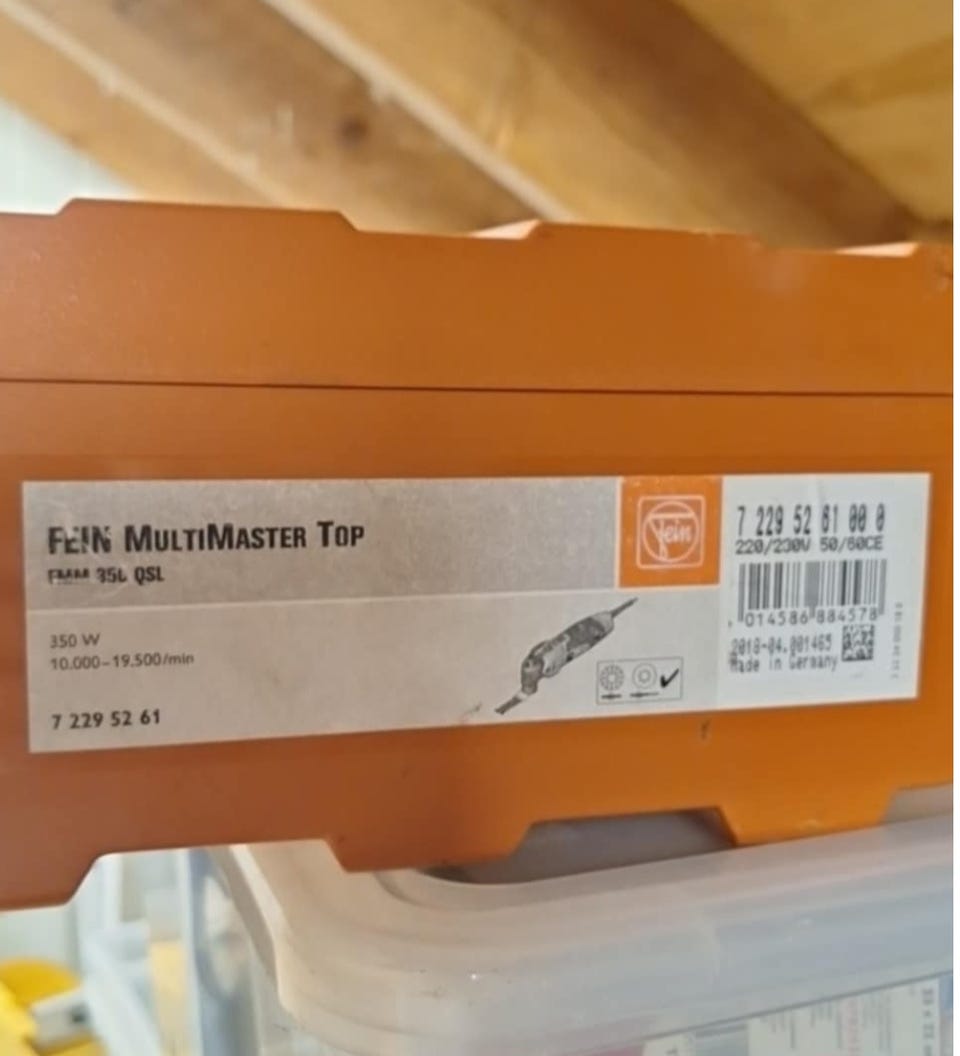 FEIN MULTIMASTER TOP
FMM 350 QSL
350 W
10.000–19.500/min
7 229 52 61
Fein
7 229 52 61 00 0
220/230V 50/60CE
014586 884578
2018-04.001465
Made in Germany